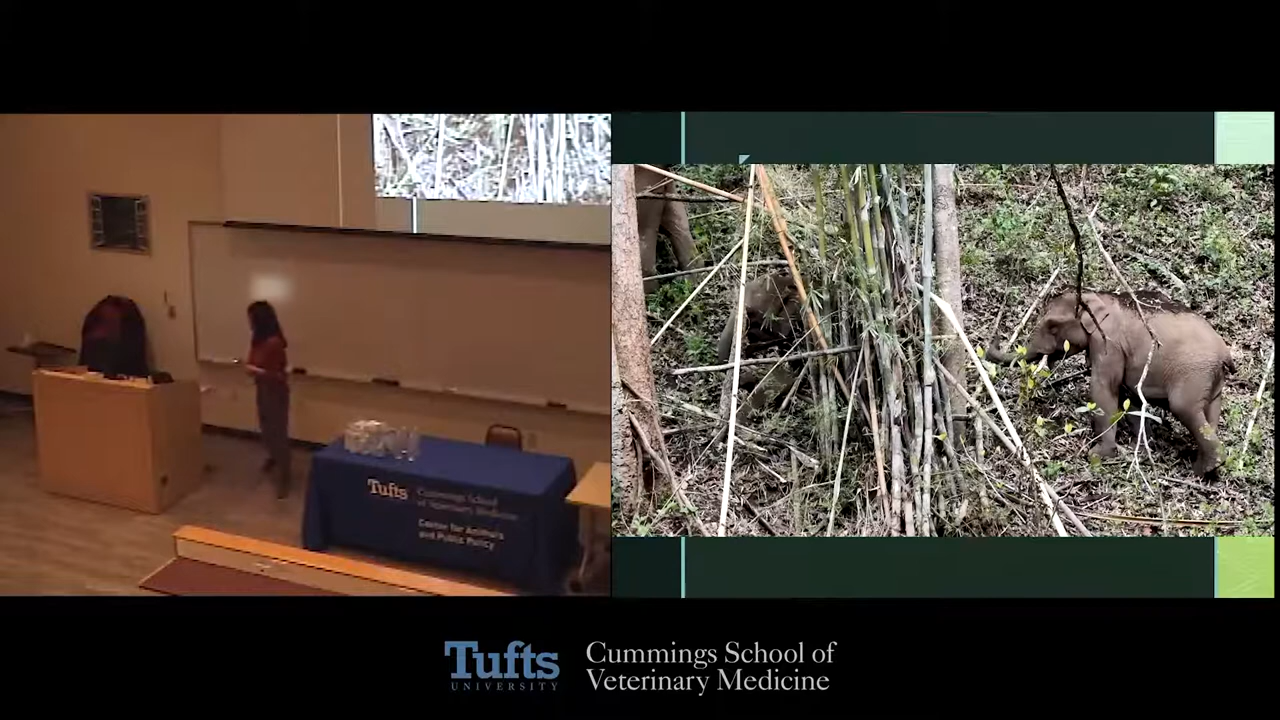 Tufts
Cummings School
of Veterinary Medicine
Center for Animals
and Public Policy
Tufts
UNIVERSITY
Cummings School of
Veterinary Medicine